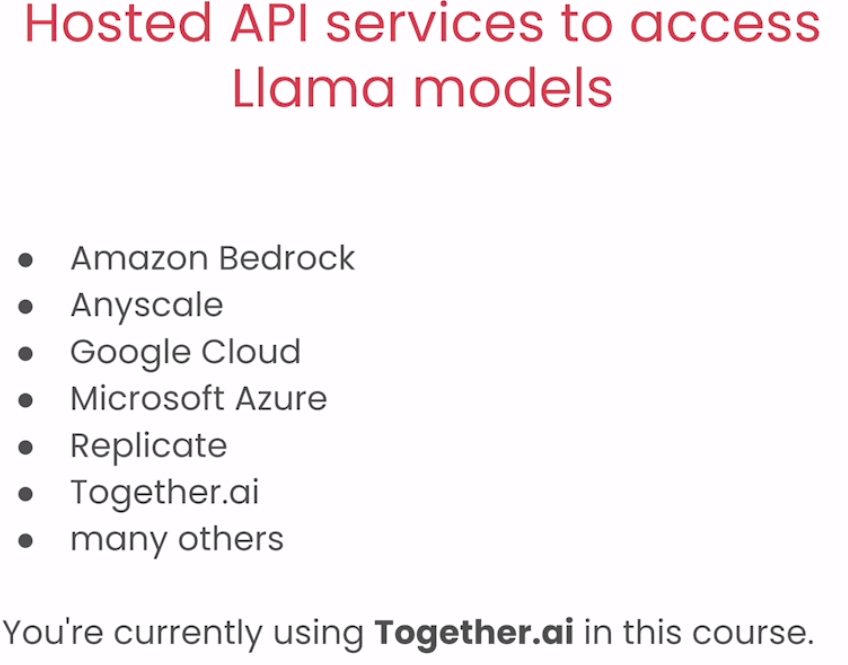 Hosted API services to access
Llama models
● Amazon Bedrock
● Anyscale
● Google Cloud
● Microsoft Azure
● Replicate
● Together.ai
● many others
You're currently using Together.ai in this course.